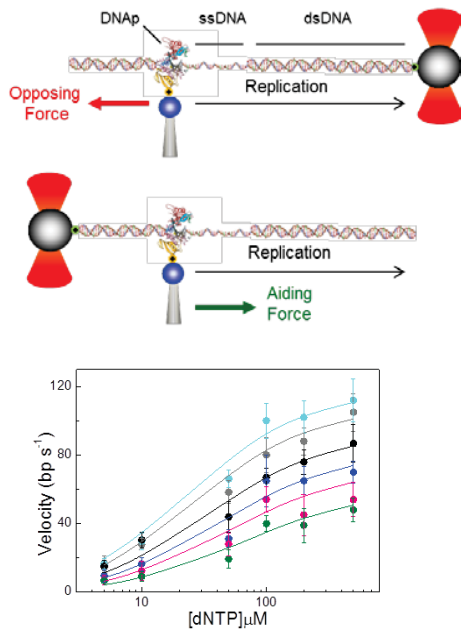 DNAp
ssDNA
dsDNA
Replication
Opposing
Force
Replication
Aiding
Force
120
80
40
0
Velocity (bp s⁻¹)
10
100
[dNTP]μM